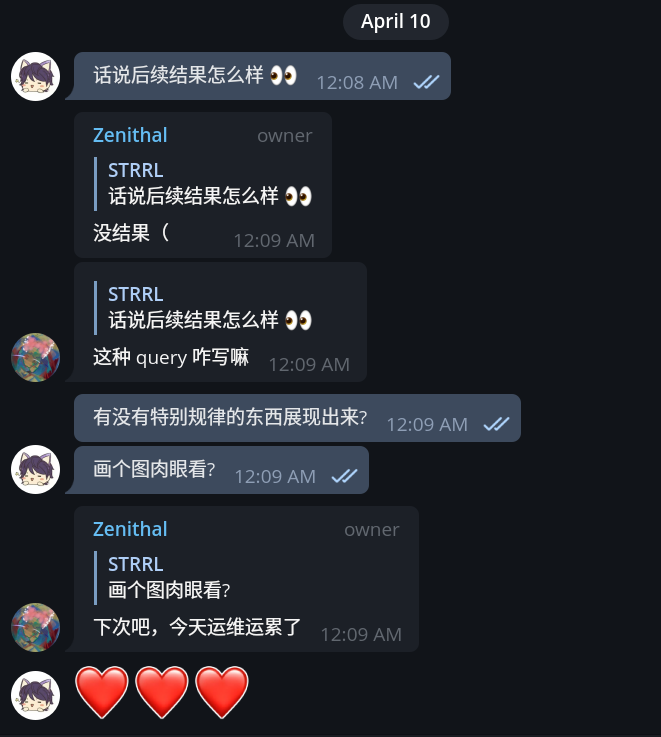 April 10
话说后续结果怎么样 👀 12:08 AM
Zenithal owner
STRRL
话说后续结果怎么样 👀
没结果（ 12:09 AM
STRRL
话说后续结果怎么样 👀
这种 query 咋写嘛 12:09 AM
有没有特别规律的东西展现出来? 12:09 AM
画个图肉眼看? 12:09 AM
Zenithal owner
STRRL
画个图肉眼看?
下次吧，今天运维运累了 12:09 AM
❤️❤️❤️